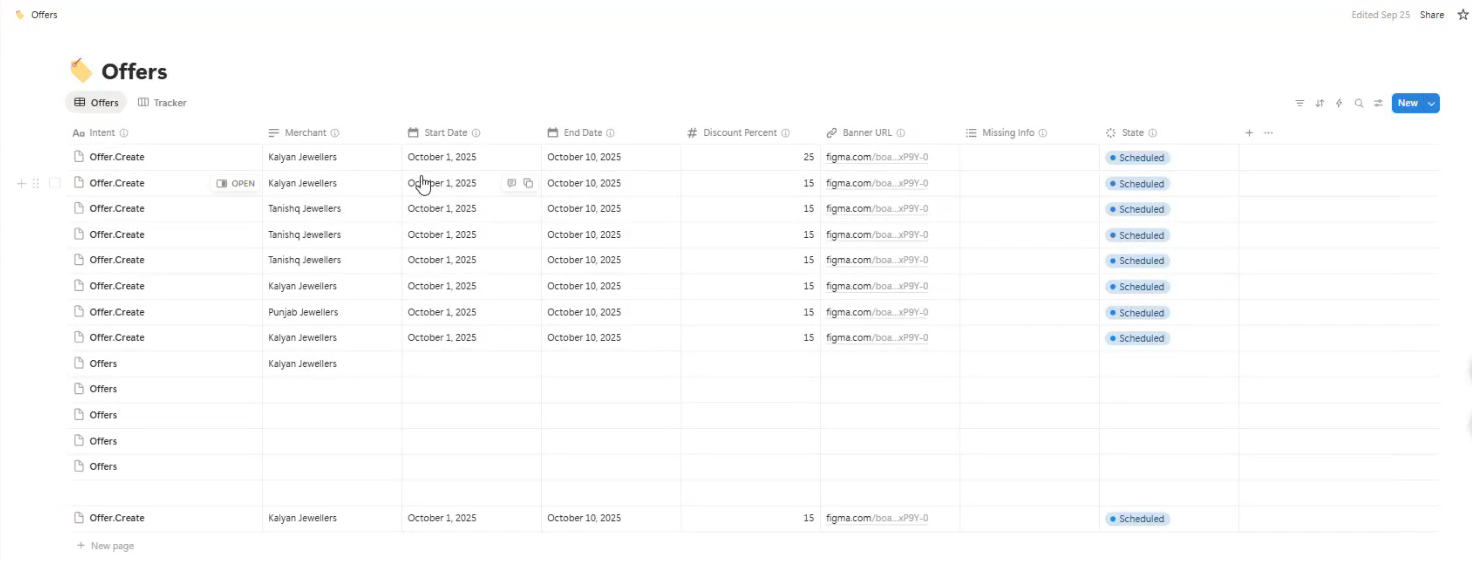 Offers Edited Sep 25 Share
Offers
Offers Tracker New
Aa Intent Merchant Start Date End Date # Discount Percent Banner URL Missing Info State
Offer.Create Kalyan Jewellers October 1, 2025 October 10, 2025 25 figma.com/boa...xP9Y-0 Scheduled
Offer.Create OPEN Kalyan Jewellers October 1, 2025 October 10, 2025 15 figma.com/boa...xP9Y-0 Scheduled
Offer.Create Tanishq Jewellers October 1, 2025 October 10, 2025 15 figma.com/boa...xP9Y-0 Scheduled
Offer.Create Tanishq Jewellers October 1, 2025 October 10, 2025 15 figma.com/boa...xP9Y-0 Scheduled
Offer.Create Tanishq Jewellers October 1, 2025 October 10, 2025 15 figma.com/boa...xP9Y-0 Scheduled
Offer.Create Kalyan Jewellers October 1, 2025 October 10, 2025 15 figma.com/boa...xP9Y-0 Scheduled
Offer.Create Punjab Jewellers October 1, 2025 October 10, 2025 15 figma.com/boa...xP9Y-0 Scheduled
Offer.Create Kalyan Jewellers October 1, 2025 October 10, 2025 15 figma.com/boa...xP9Y-0 Scheduled
Offers Kalyan Jewellers
Offers
Offers
Offers
Offers
Offer.Create Kalyan Jewellers October 1, 2025 October 10, 2025 15 figma.com/boa...xP9Y-0 Scheduled
+ New page